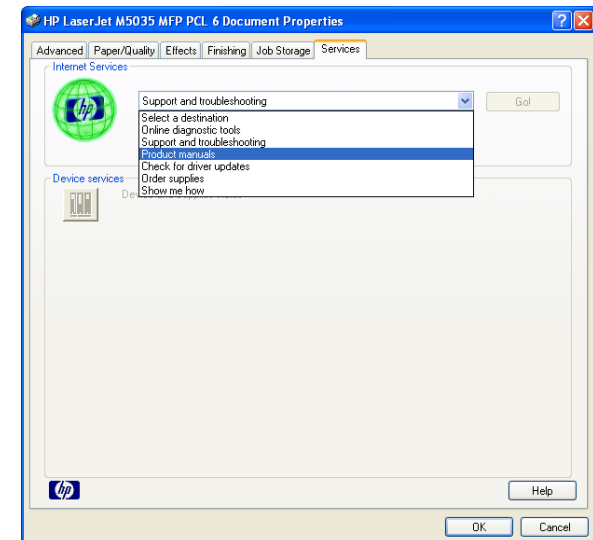 HP LaserJet M5035 MFP PCL 6 Document Properties
Advanced Paper/Quality Effects Finishing Job Storage Services
Internet Services
hp
Support and troubleshooting
Go!
Select a destination
Online diagnostic tools
Support and troubleshooting
Product manuals
Check for driver updates
Order supplies
Show me how
Device services
hp
Help
OK Cancel